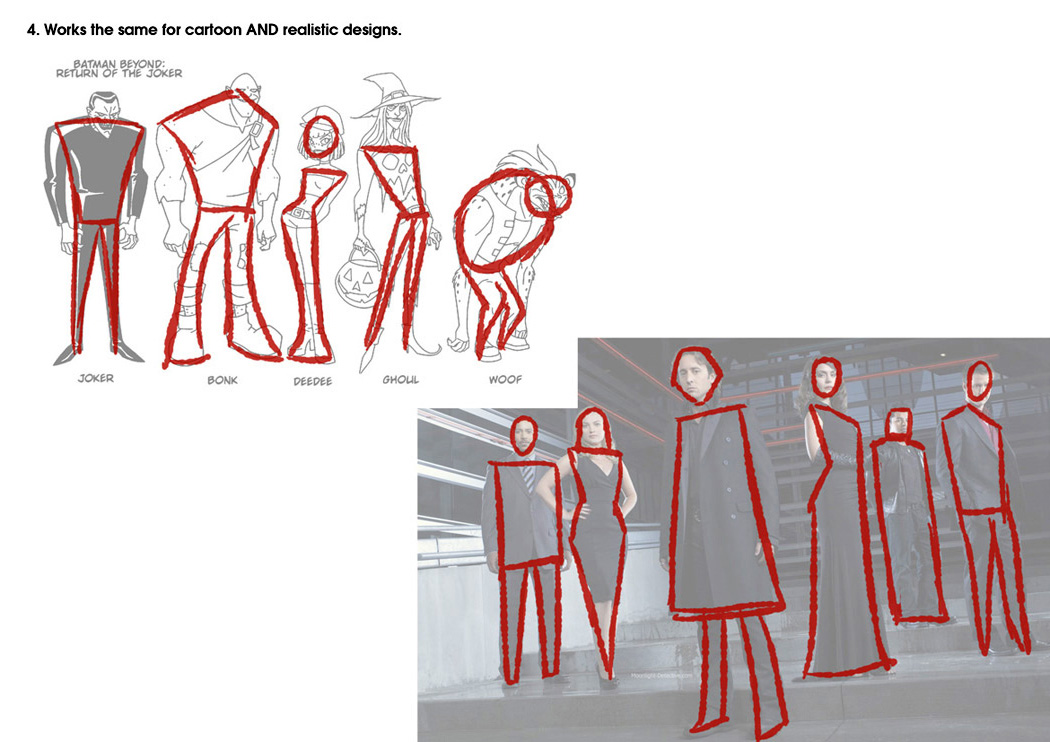 4. Works the same for cartoon AND realistic designs.
BATMAN BEYOND:
RETURN OF THE JOKER
JOKER
BONK
DEEDEE
GHOUL
WOOF